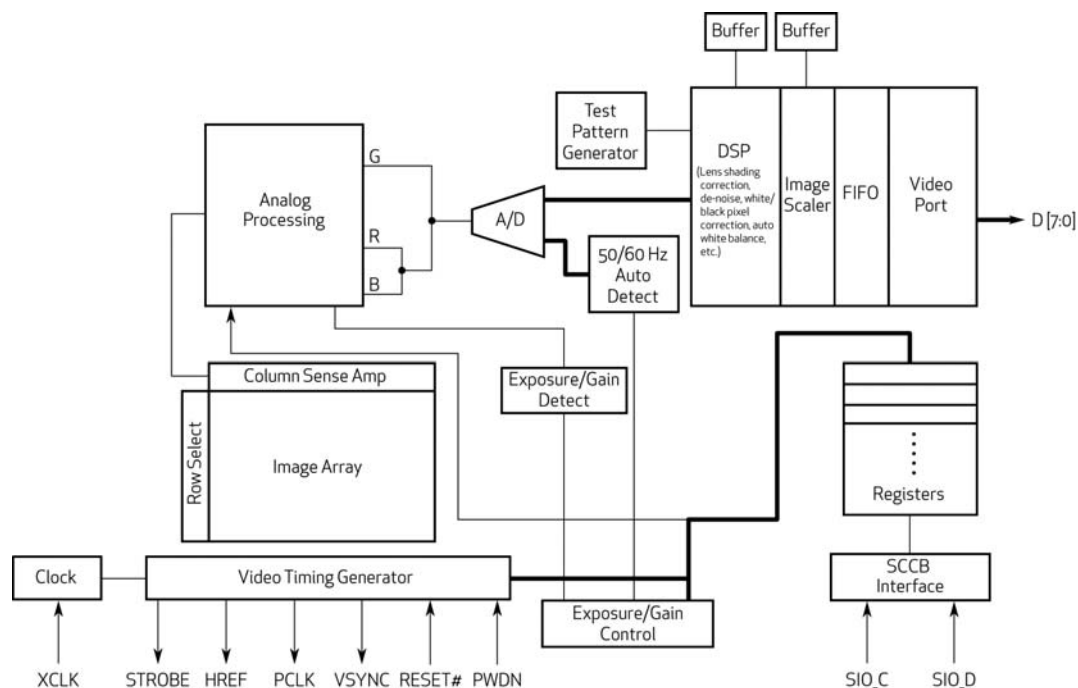 Buffer
Buffer
Test
Pattern
Generator
DSP
(Lens shading
correction,
de-noise, white/
black pixel
correction, auto
white balance,
etc.)
Image
Scaler
FIFO
Video
Port
D [7:0]
Analog
Processing
G
R
B
A/D
50/60 Hz
Auto
Detect
Column Sense Amp
Row Select
Image Array
Exposure/Gain
Detect
Registers
Clock
Video Timing Generator
Exposure/Gain
Control
SCCB
Interface
XCLK
STROBE
HREF
PCLK
VSYNC
RESET#
PWDN
SIO_C
SIO_D